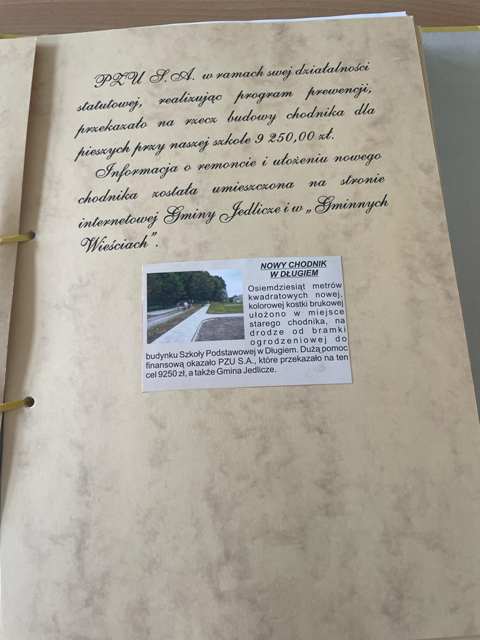 PZU S.A. w ramach swej działalności
statutowej, realizując program prewencji,
przekazało na rzecz budowy chodnika dla
pieszych przy naszej szkole 9 250,00 zł.
Informacja o remoncie i ułożeniu nowego
chodnika została umieszczona na stronie
internetowej Gminy Jedlicze i w „Gminnych
Wieściach”.
NOWY CHODNIK
W DŁUGIEM
Osiemdziesiąt metrów
kwadratowych nowej,
kolorowej kostki brukowej
ułożono w miejsce
starego chodnika, na
drodze od bramki
ogrodzeniowej do
budynku Szkoły Podstawowej w Długiem. Dużą pomoc
finansową okazało PZU S.A., które przekazało na ten
cel 9250 zł, a także Gmina Jedlicze.